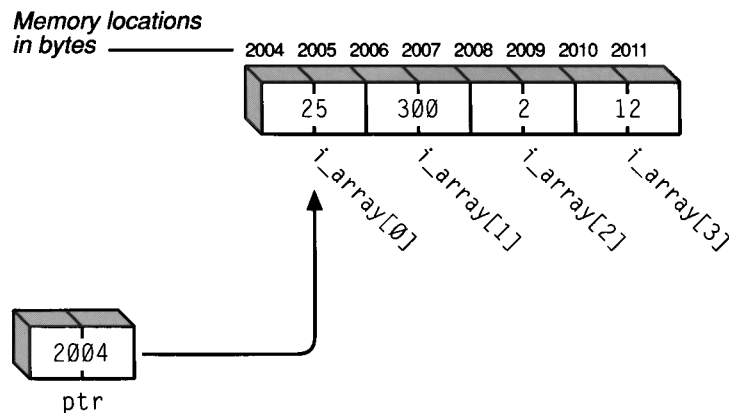 Memory locations
in bytes 2004 2005 2006 2007 2008 2009 2010 2011
25 300 2 12
i_array[0] i_array[1] i_array[2] i_array[3]
2004
ptr